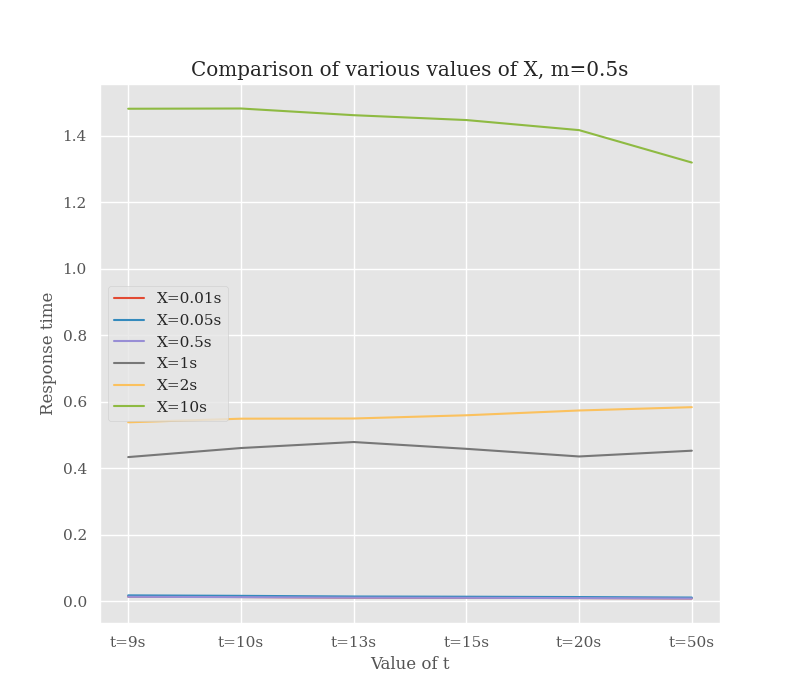 Comparison of various values of X, m=0.5s
1.4
1.2
1.0
0.8
0.6
0.4
0.2
0.0
Response time
X=0.01s
X=0.05s
X=0.5s
X=1s
X=2s
X=10s
t=9s
t=10s
t=13s
t=15s
t=20s
t=50s
Value of t